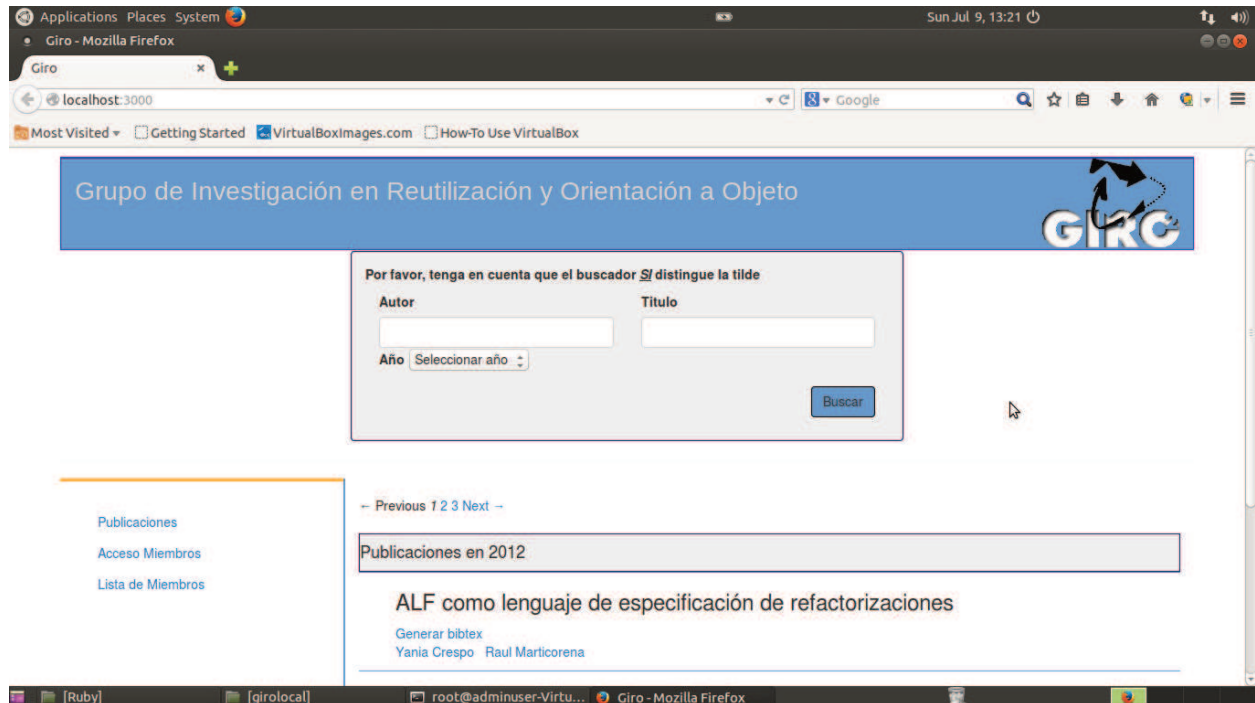 Applications Places System Sun Jul 9, 13:21
Giro - Mozilla Firefox
Giro
localhost:3000 Google
Most Visited Getting Started VirtualBoxImages.com How-To Use VirtualBox
Grupo de Investigación en Reutilización y Orientación a Objeto
GIRO
Por favor, tenga en cuenta que el buscador SI distingue la tilde
Autor Titulo
Año Seleccionar año
Buscar
← Previous 1 2 3 Next →
Publicaciones
Acceso Miembros
Lista de Miembros
Publicaciones en 2012
ALF como lenguaje de especificación de refactorizaciones
Generar bibtex
Yania Crespo Raul Marticorena
[Ruby] [girolocal] root@adminuser-Virtu... Giro - Mozilla Firefox